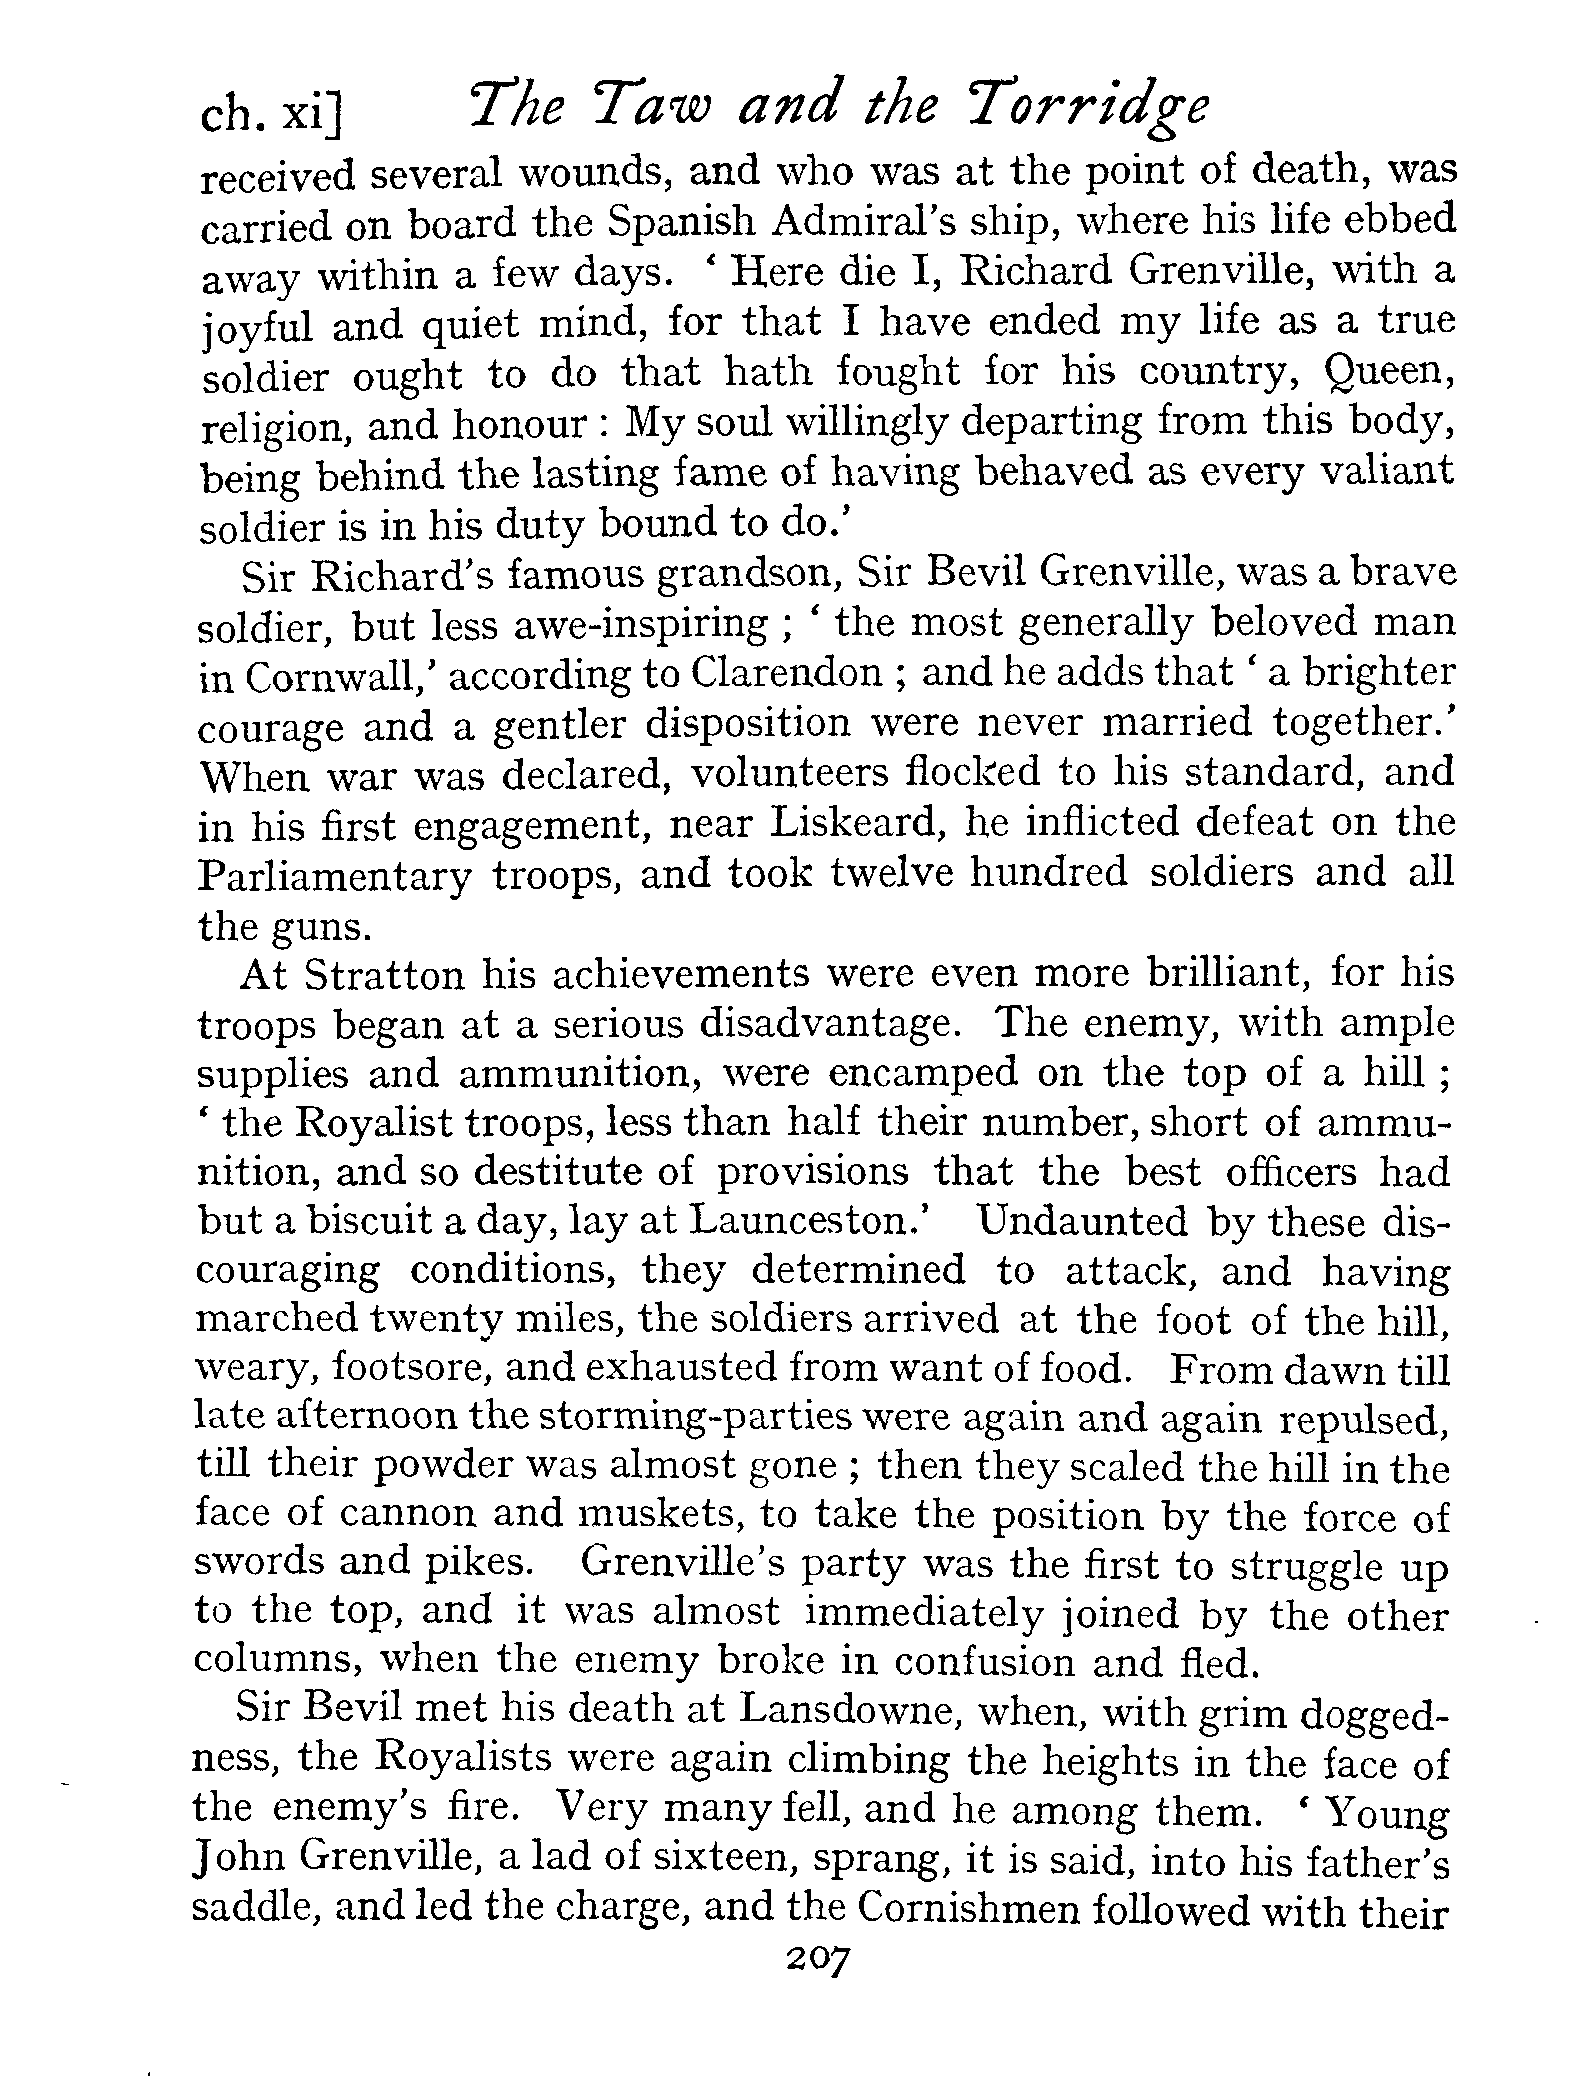 ch. xi] The Taw and the Torridge
received several wounds, and who was at the point of death, was
carried on board the Spanish Admiral's ship, where his life ebbed
away within a few days. ‘ Here die I, Richard Grenville, with a
joyful and quiet mind, for that I have ended my life as a true
soldier ought to do that hath fought for his country, Queen,
religion, and honour : My soul willingly departing from this body,
being behind the lasting fame of having behaved as every valiant
soldier is in his duty bound to do.’
Sir Richard's famous grandson, Sir Bevil Grenville, was a brave
soldier, but less awe-inspiring ; ‘ the most generally beloved man
in Cornwall,’ according to Clarendon ; and he adds that ‘ a brighter
courage and a gentler disposition were never married together.’
When war was declared, volunteers flocked to his standard, and
in his first engagement, near Liskeard, he inflicted defeat on the
Parliamentary troops, and took twelve hundred soldiers and all
the guns.
At Stratton his achievements were even more brilliant, for his
troops began at a serious disadvantage. The enemy, with ample
supplies and ammunition, were encamped on the top of a hill ;
‘ the Royalist troops, less than half their number, short of ammu-
nition, and so destitute of provisions that the best officers had
but a biscuit a day, lay at Launceston.’ Undaunted by these dis-
couraging conditions, they determined to attack, and having
marched twenty miles, the soldiers arrived at the foot of the hill,
weary, footsore, and exhausted from want of food. From dawn till
late afternoon the storming-parties were again and again repulsed,
till their powder was almost gone ; then they scaled the hill in the
face of cannon and muskets, to take the position by the force of
swords and pikes. Grenville's party was the first to struggle up
to the top, and it was almost immediately joined by the other
columns, when the enemy broke in confusion and fled.
Sir Bevil met his death at Lansdowne, when, with grim dogged-
ness, the Royalists were again climbing the heights in the face of
the enemy's fire. Very many fell, and he among them. ‘ Young
John Grenville, a lad of sixteen, sprang, it is said, into his father's
saddle, and led the charge, and the Cornishmen followed with their
207